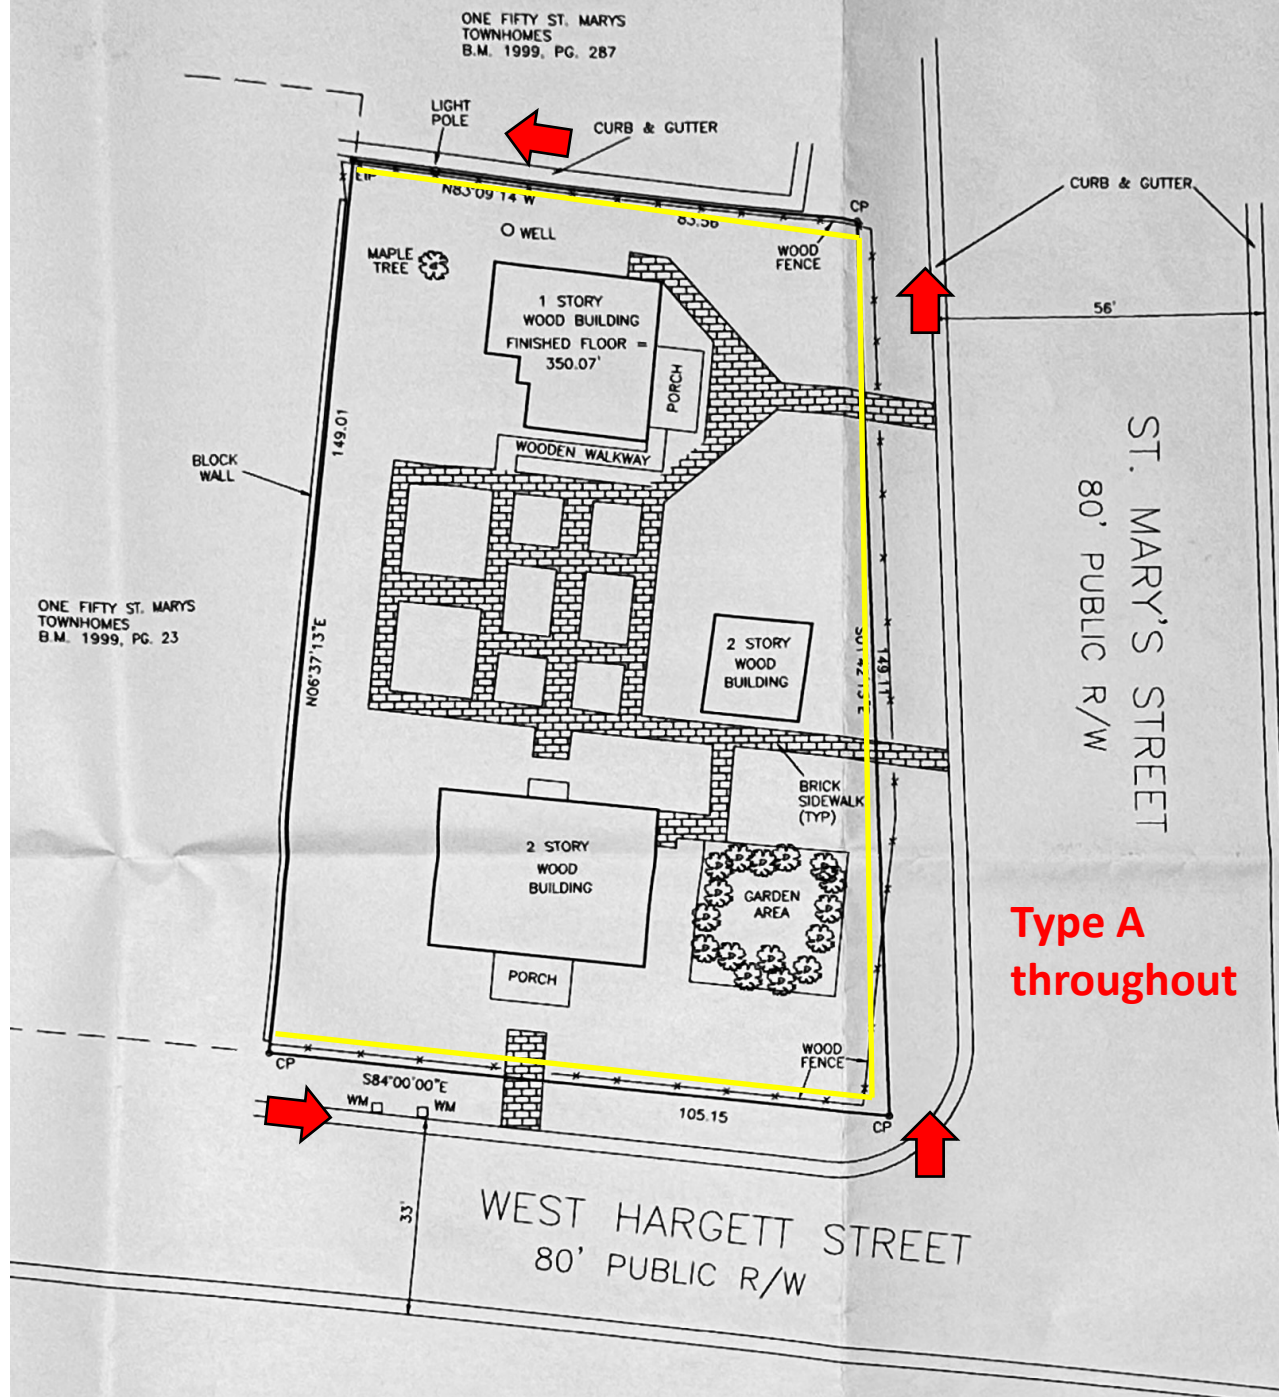 ONE FIFTY ST. MARYS
TOWNHOMES
B.M. 1999, PG. 287
LIGHT
POLE
CURB & GUTTER
CURB & GUTTER
EIP
N83°09'14"W
83.56
CP
WELL
WOOD
FENCE
MAPLE
TREE
1 STORY
WOOD BUILDING
FINISHED FLOOR =
350.07'
56'
PORCH
149.01
WOODEN WALKWAY
BLOCK
WALL
ST. MARY'S STREET
80' PUBLIC R/W
ONE FIFTY ST. MARYS
TOWNHOMES
B.M. 1999, PG. 23
N06°37'13"E
2 STORY
WOOD
BUILDING
149.11
BRICK
SIDEWALK
(TYP)
2 STORY
WOOD
BUILDING
GARDEN
AREA
Type A
throughout
PORCH
WOOD
FENCE
CP
S84°00'00"E
WM
WM
105.15
CP
33'
WEST HARGETT STREET
80' PUBLIC R/W